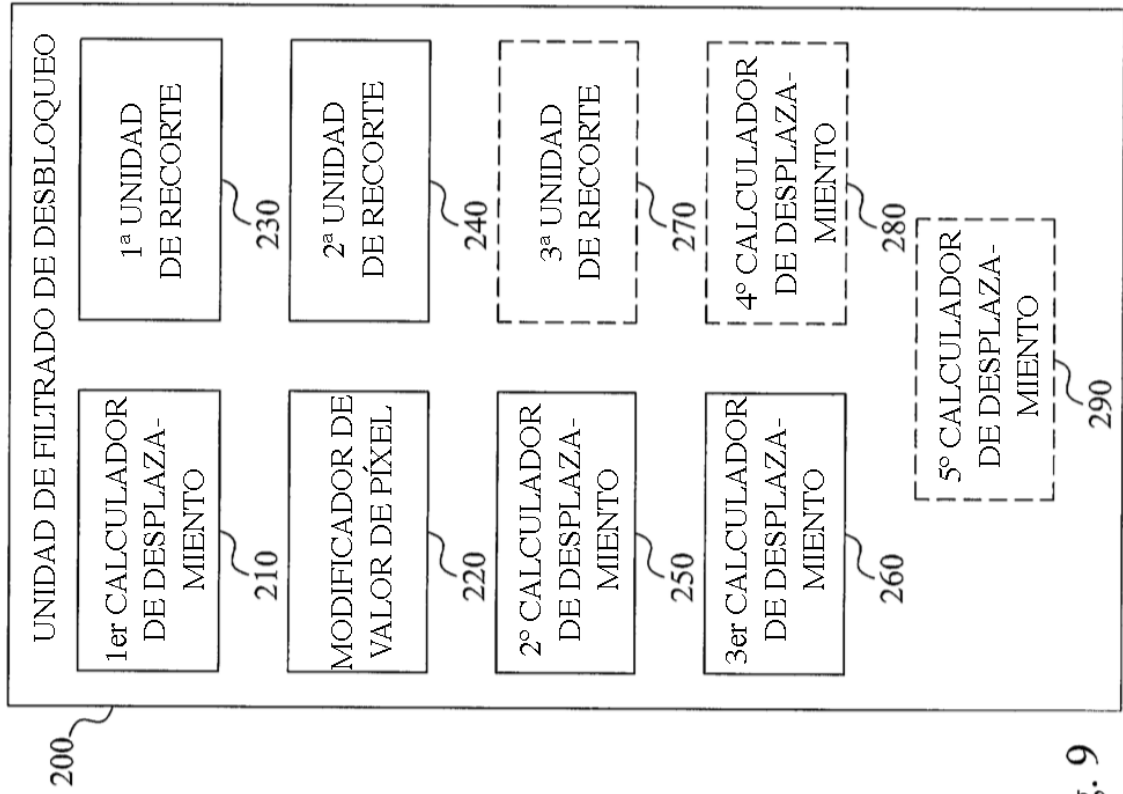 UNIDAD DE FILTRADO DE DESBLOQUEO
1er CALCULADOR
DE DESPLAZA-
MIENTO
210
1ª UNIDAD
DE RECORTE
230
MODIFICADOR DE
VALOR DE PÍXEL
220
2ª UNIDAD
DE RECORTE
240
2º CALCULADOR
DE DESPLAZA-
MIENTO
250
3ª UNIDAD
DE RECORTE
270
3er CALCULADOR
DE DESPLAZA-
MIENTO
260
4º CALCULADOR
DE DESPLAZA-
MIENTO
280
5º CALCULADOR
DE DESPLAZA-
MIENTO
290
200
9